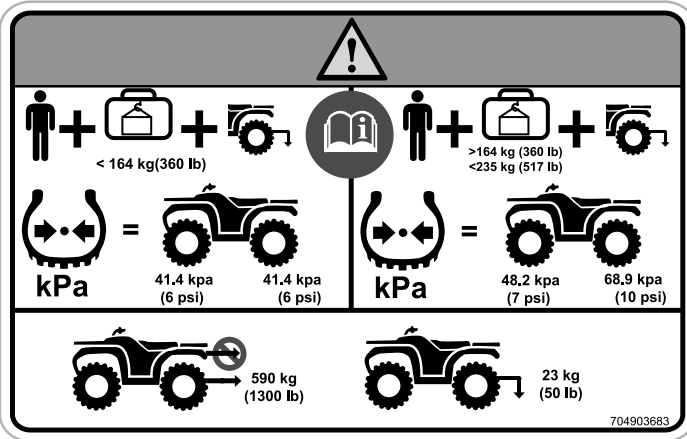 < 164 kg(360 lb)
>164 kg (360 lb)
<235 kg (517 lb)
kPa
=
41.4 kpa
(6 psi)
41.4 kpa
(6 psi)
kPa
=
48.2 kpa
(7 psi)
68.9 kpa
(10 psi)
590 kg
(1300 lb)
23 kg
(50 lb)
704903683